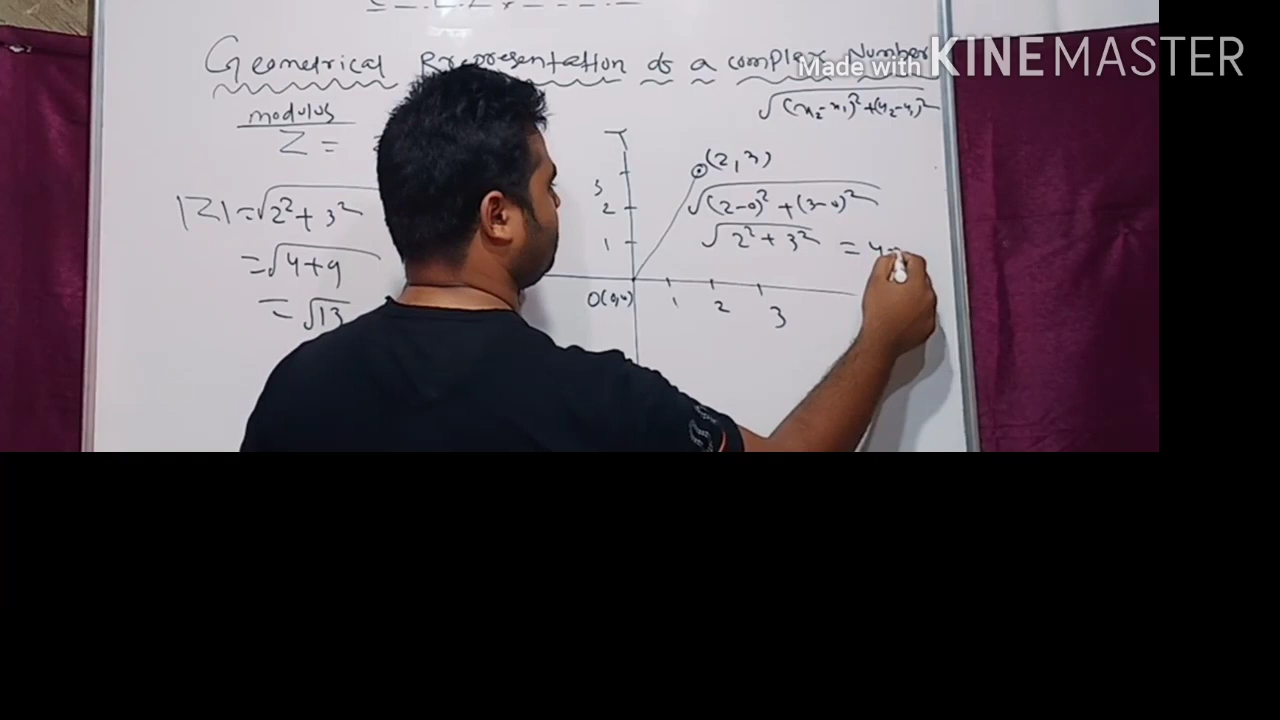 Geometrical Representation of a complex Number
Made with KINEMASTER
modulus
Z =
|Z| = √2² + 3²
= √4+9
= √13
√(x₂-x₁)² + (y₂-y₁)²
Y
(2, 3)
√(2-0)² + (3-0)²
√2² + 3² = 4
3
2
1
O(0,0)
1
2
3